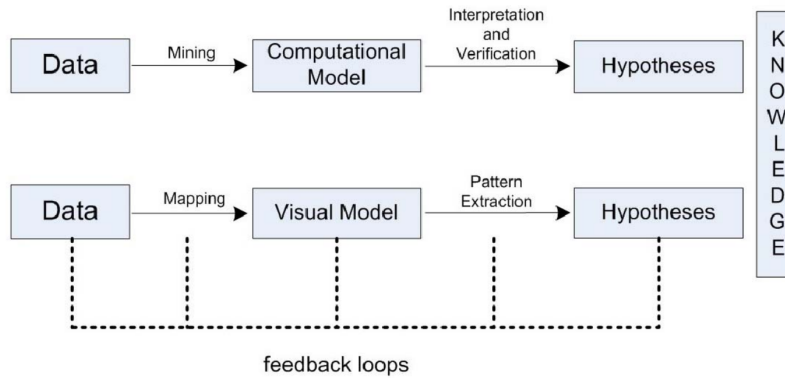 Data
Mining
Computational
Model
Interpretation
and
Verification
Hypotheses
Data
Mapping
Visual Model
Pattern
Extraction
Hypotheses
feedback loops
K
N
O
W
L
E
D
G
E